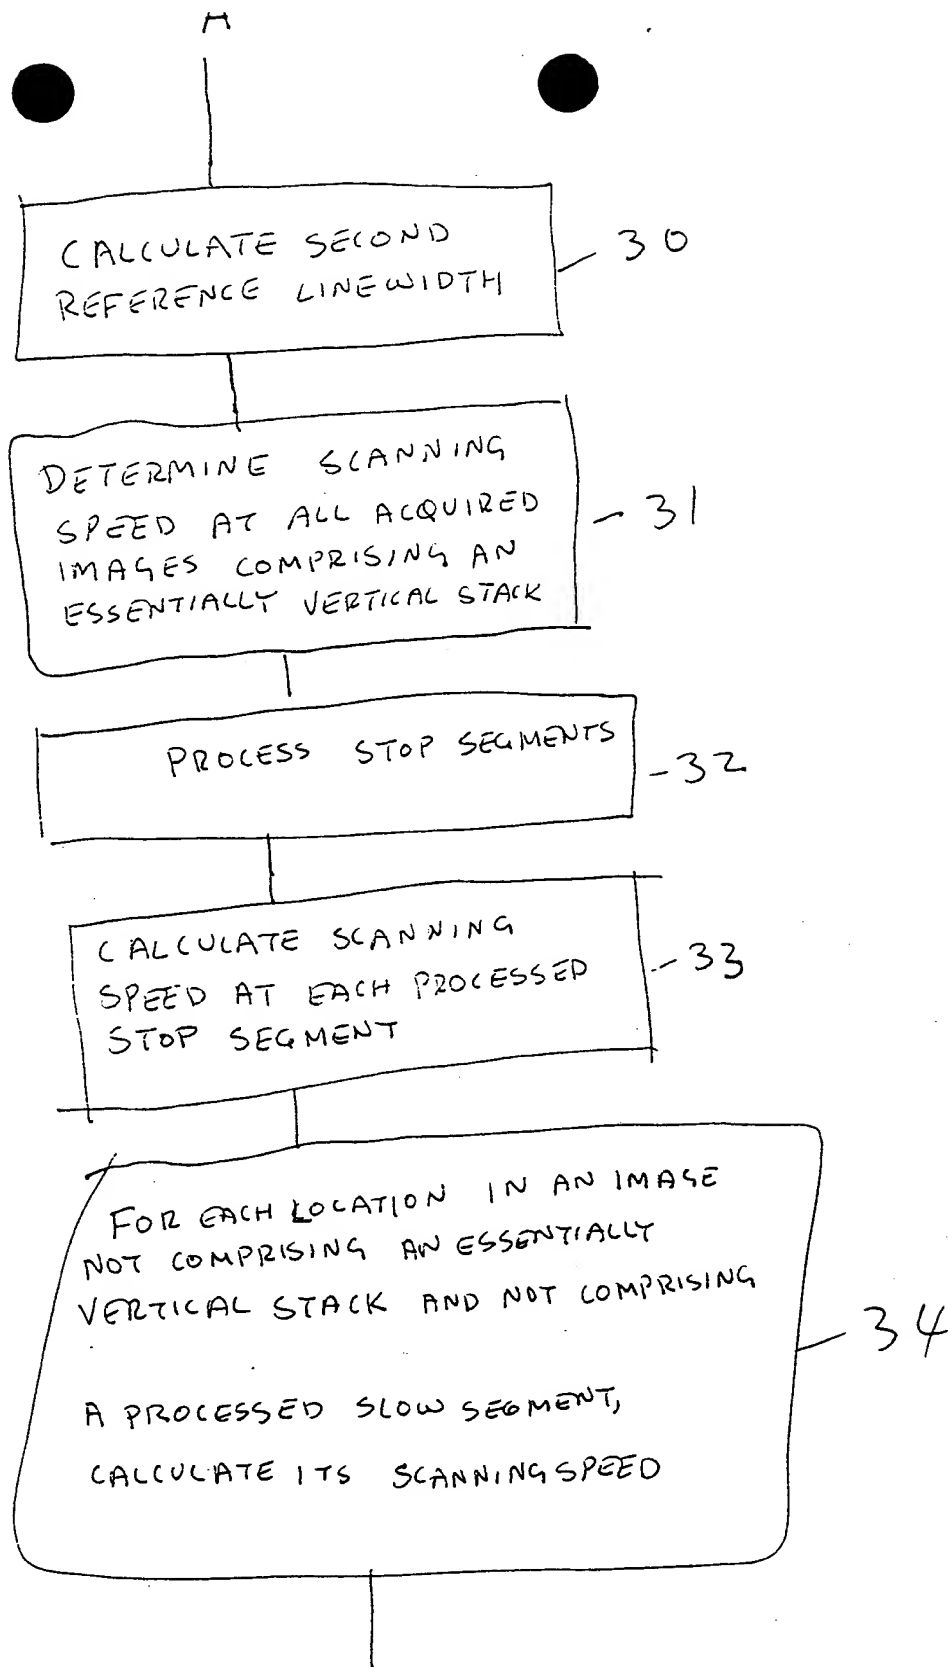 CALCULATE SECOND
REFERENCE LINEWIDTH
30
DETERMINE SCANNING
SPEED AT ALL ACQUIRED
IMAGES COMPRISING AN
ESSENTIALLY VERTICAL STACK
31
PROCESS STOP SEGMENTS
32
CALCULATE SCANNING
SPEED AT EACH PROCESSED
STOP SEGMENT
33
FOR EACH LOCATION IN AN IMAGE
NOT COMPRISING AN ESSENTIALLY
VERTICAL STACK AND NOT COMPRISING
A PROCESSED SLOW SEGMENT,
CALCULATE ITS SCANNING SPEED
34